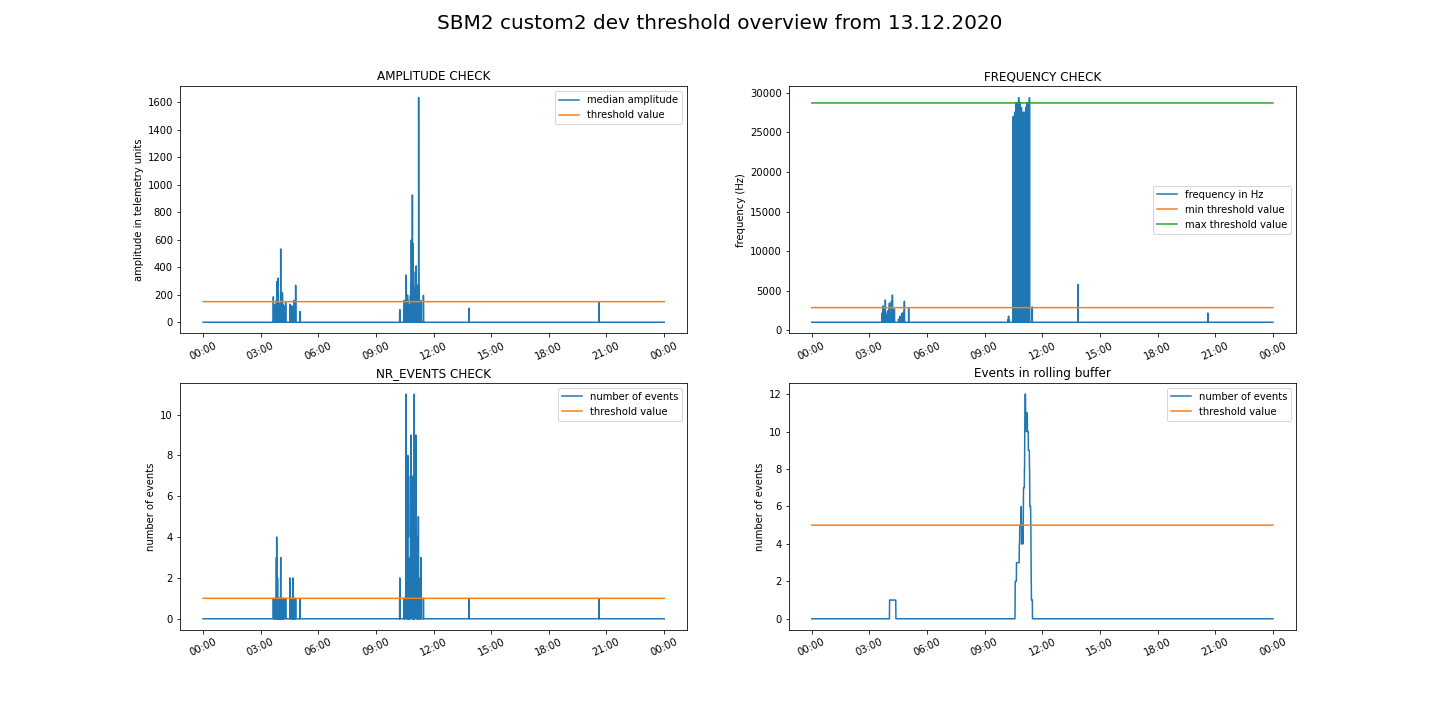 SBM2 custom2 dev threshold overview from 13.12.2020
AMPLITUDE CHECK
amplitude in telemetry units
1600
1400
1200
1000
800
600
400
200
0
median amplitude
threshold value
00:00 03:00 06:00 09:00 12:00 15:00 18:00 21:00 00:00
FREQUENCY CHECK
frequency (Hz)
30000
25000
20000
15000
10000
5000
0
frequency in Hz
min threshold value
max threshold value
00:00 03:00 06:00 09:00 12:00 15:00 18:00 21:00 00:00
NR_EVENTS CHECK
number of events
10
8
6
4
2
0
number of events
threshold value
00:00 03:00 06:00 09:00 12:00 15:00 18:00 21:00 00:00
Events in rolling buffer
number of events
12
10
8
6
4
2
0
number of events
threshold value
00:00 03:00 06:00 09:00 12:00 15:00 18:00 21:00 00:00